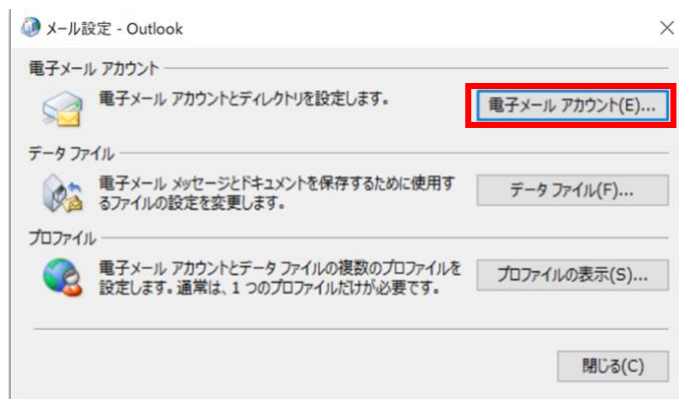 メール設定 - Outlook
電子メール アカウント
電子メール アカウントとディレクトリを設定します。
電子メール アカウント(E)...
データ ファイル
電子メール メッセージとドキュメントを保存するために使用す
るファイルの設定を変更します。
データ ファイル(F)...
プロファイル
電子メール アカウントとデータ ファイルの複数のプロファイルを
設定します。通常は、1 つのプロファイルだけが必要です。
プロファイルの表示(S)...
閉じる(C)